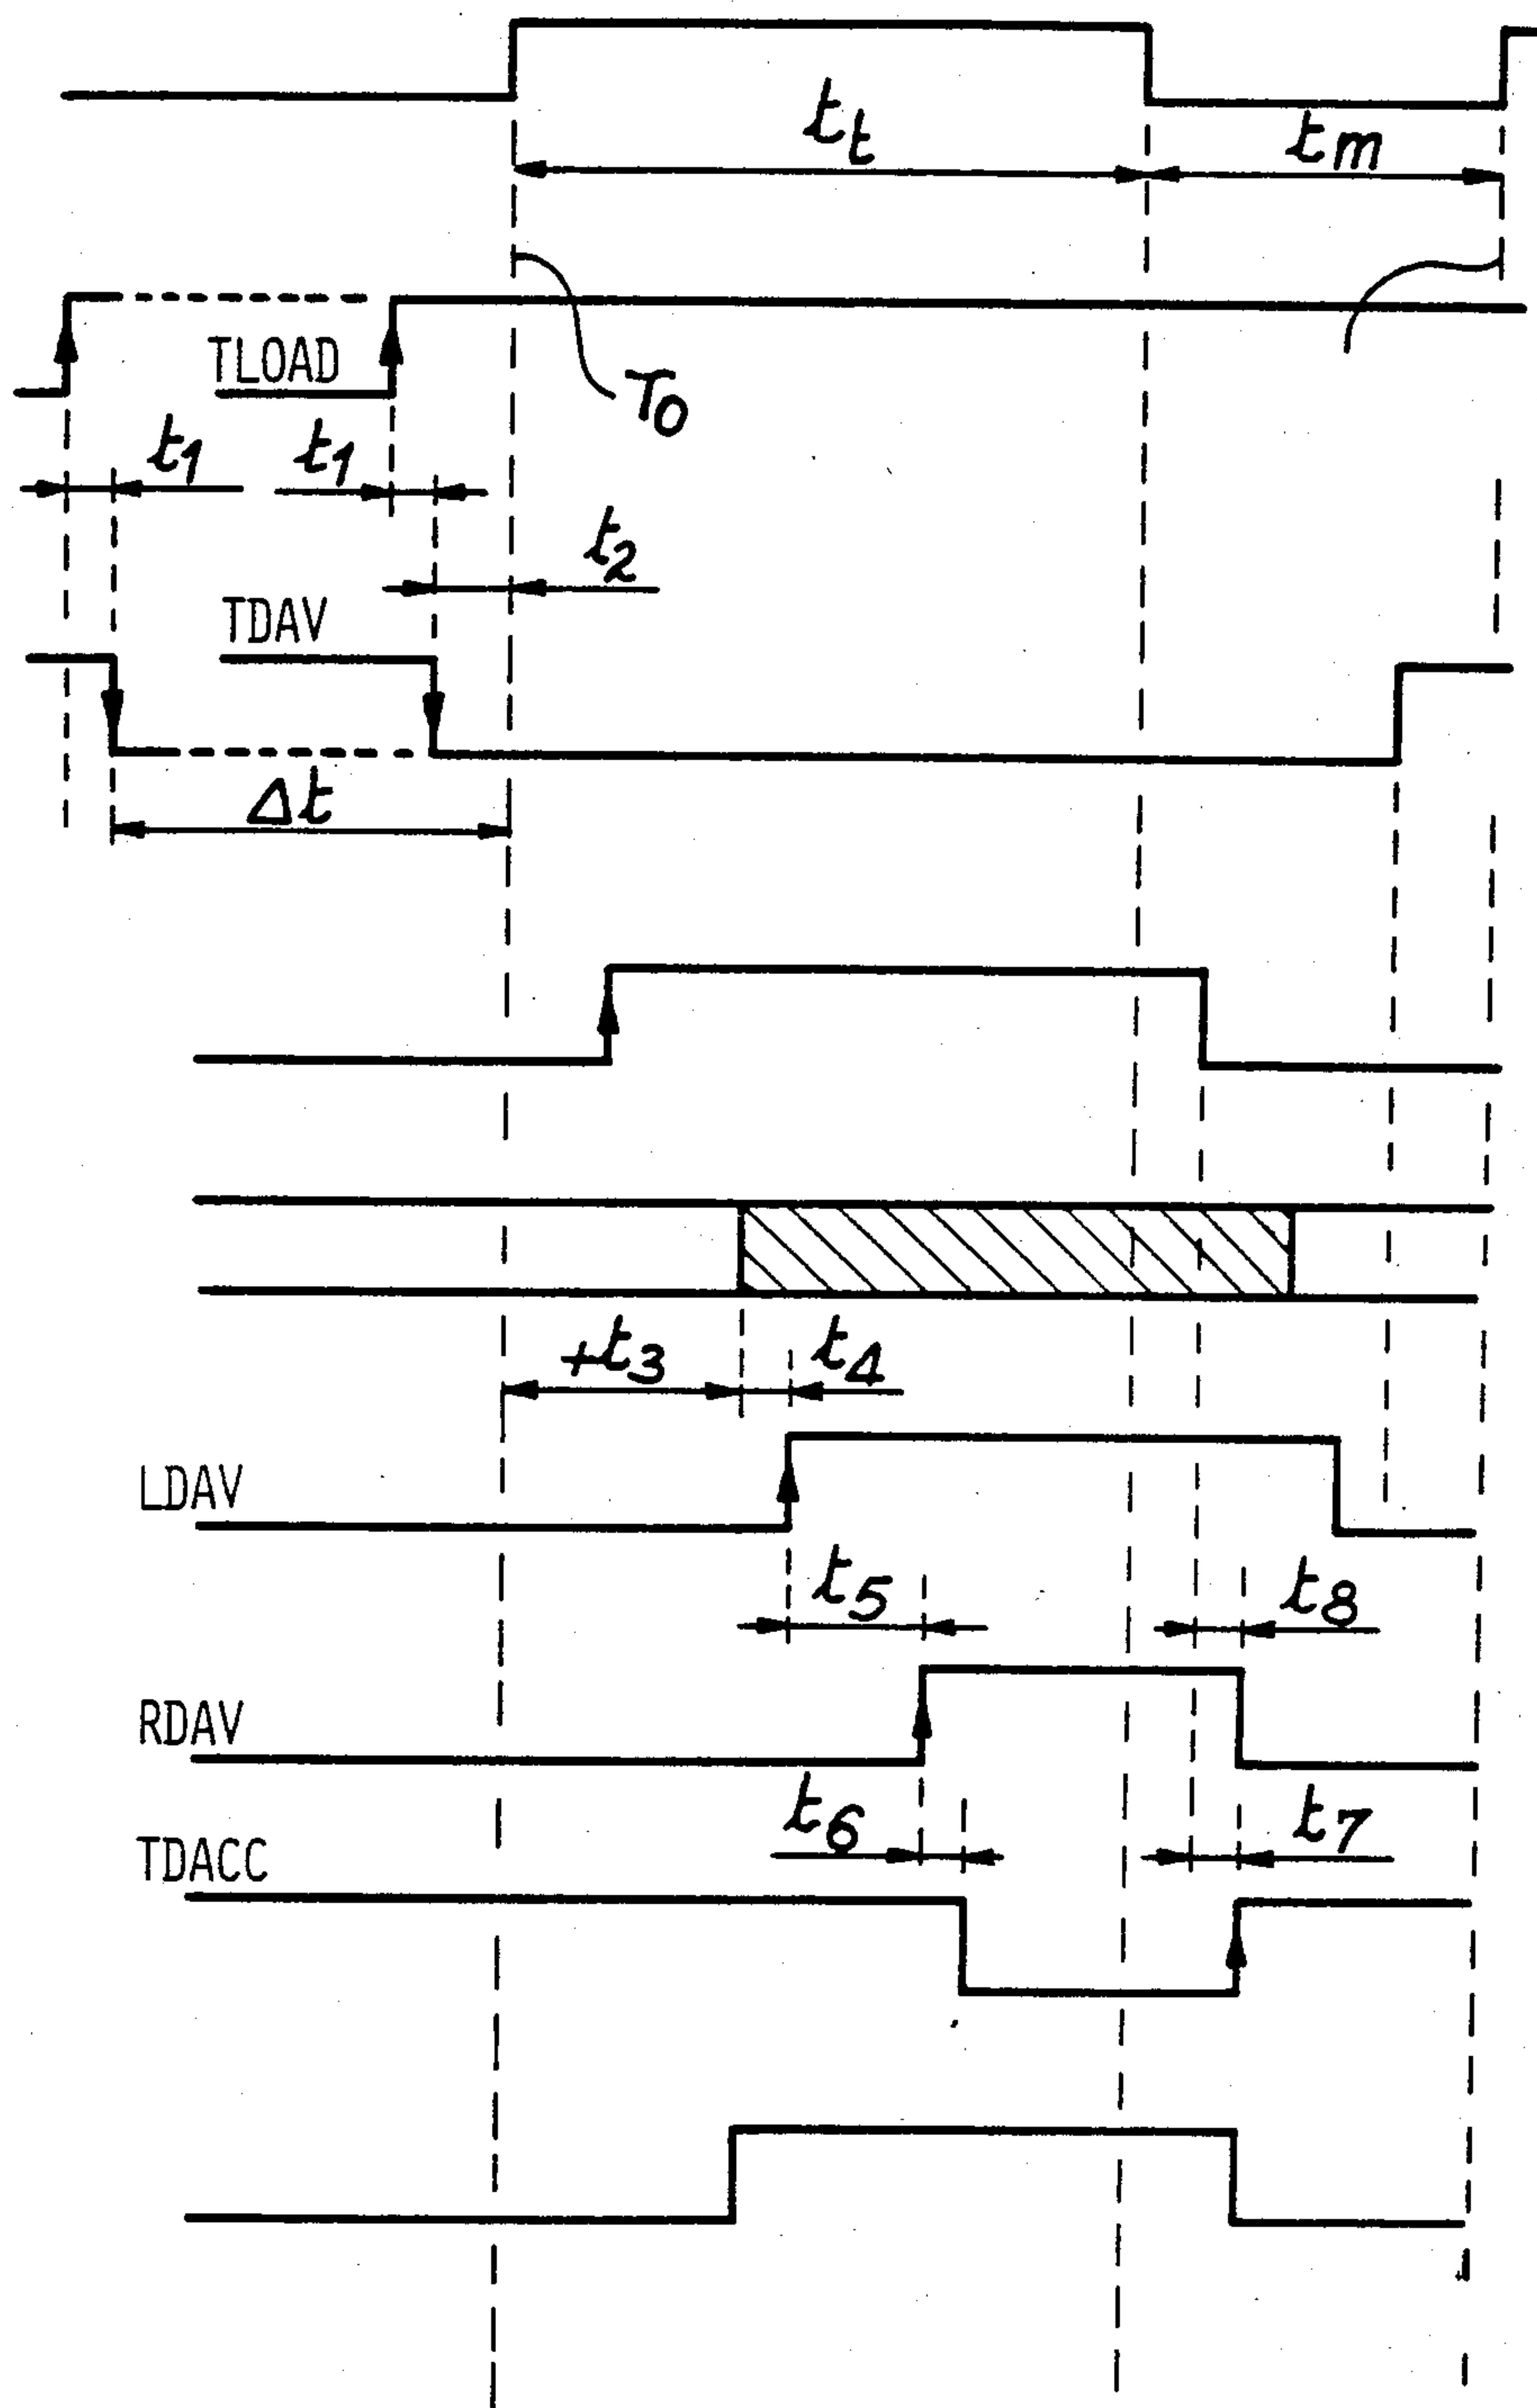 tt
tm
TLOAD
T0
t1
t1
t2
TDAV
Δt
+t3
t4
LDAV
t5
t8
RDAV
t6
t7
TDACC